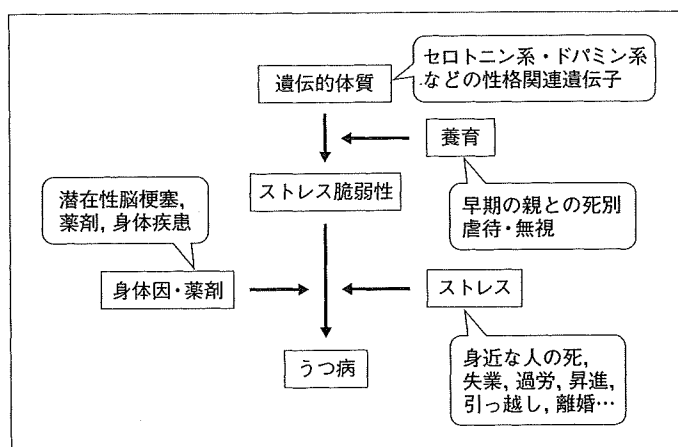 セロトニン系・ドパミン系
などの性格関連遺伝子
遺伝的体質
養育
早期の親との死別
虐待・無視
ストレス脆弱性
潜在性脳梗塞,
薬剤, 身体疾患
身体因・薬剤
ストレス
身近な人の死,
失業, 過労, 昇進,
引っ越し, 離婚…
うつ病